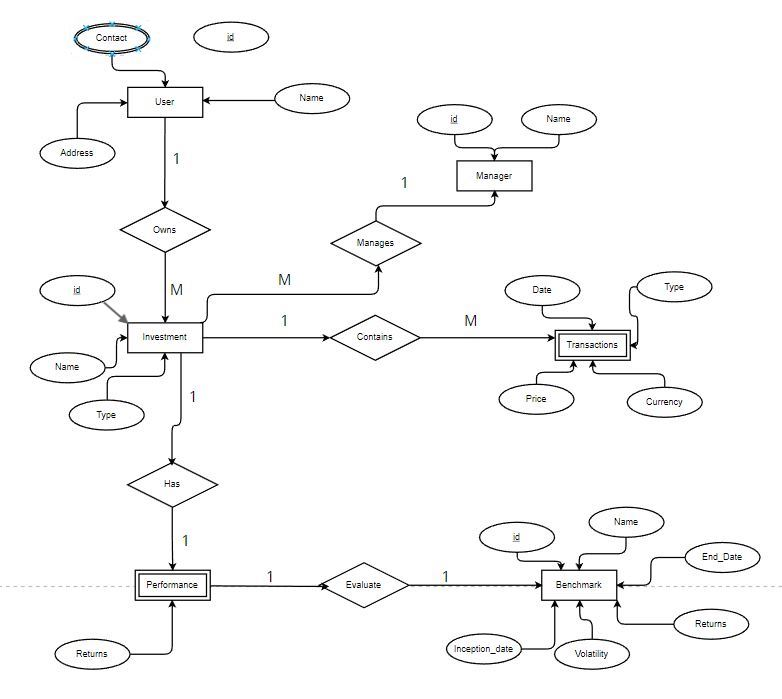 Contact
id
User
Name
Address
1
id
Name
Manager
1
Owns
Manages
M
M
id
Date
Type
Investment
1
Contains
M
Transactions
Name
Type
1
Price
Currency
Has
id
Name
1
End_Date
Performance
1
Evaluate
1
Benchmark
Returns
Inception_date
Volatility
Returns